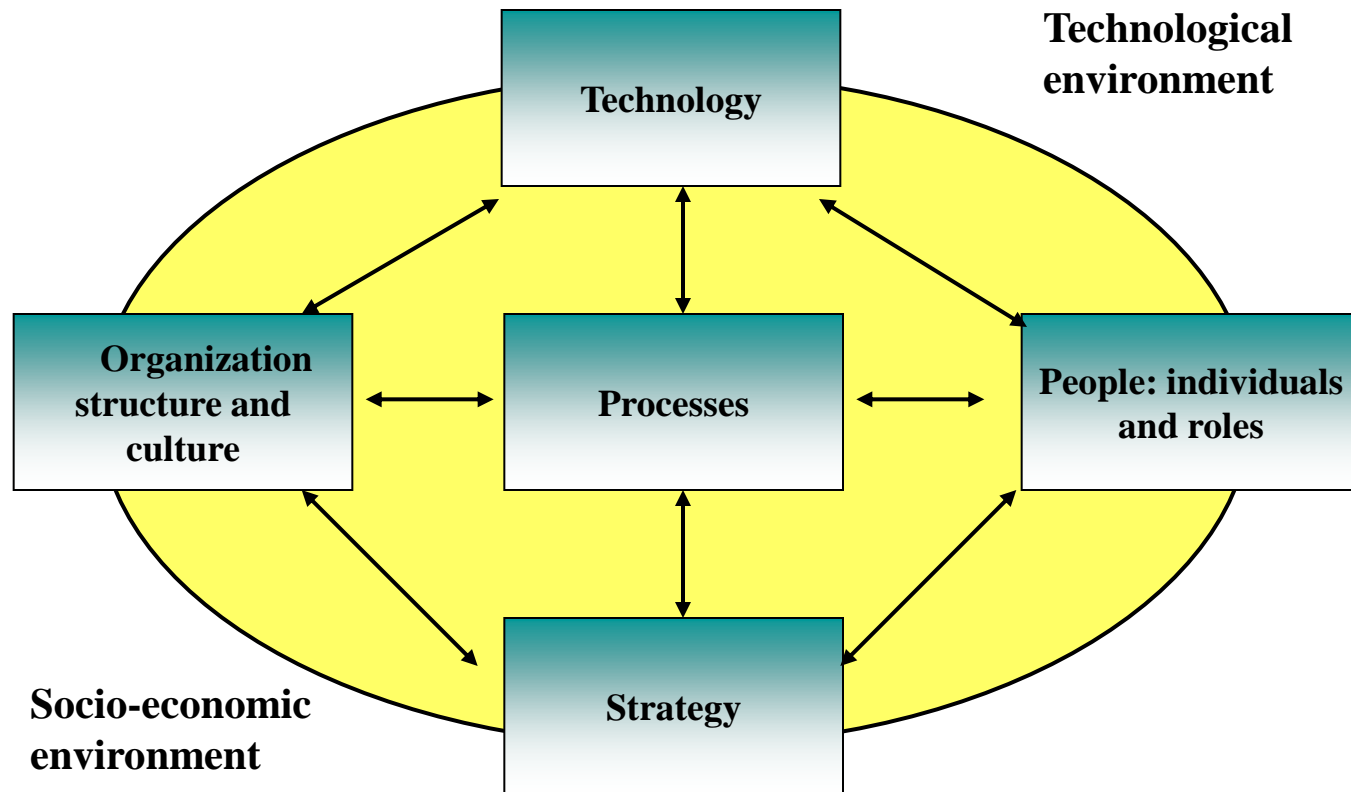 Technological
environment
Technology
Organization
structure and
culture
Processes
People: individuals
and roles
Strategy
Socio-economic
environment